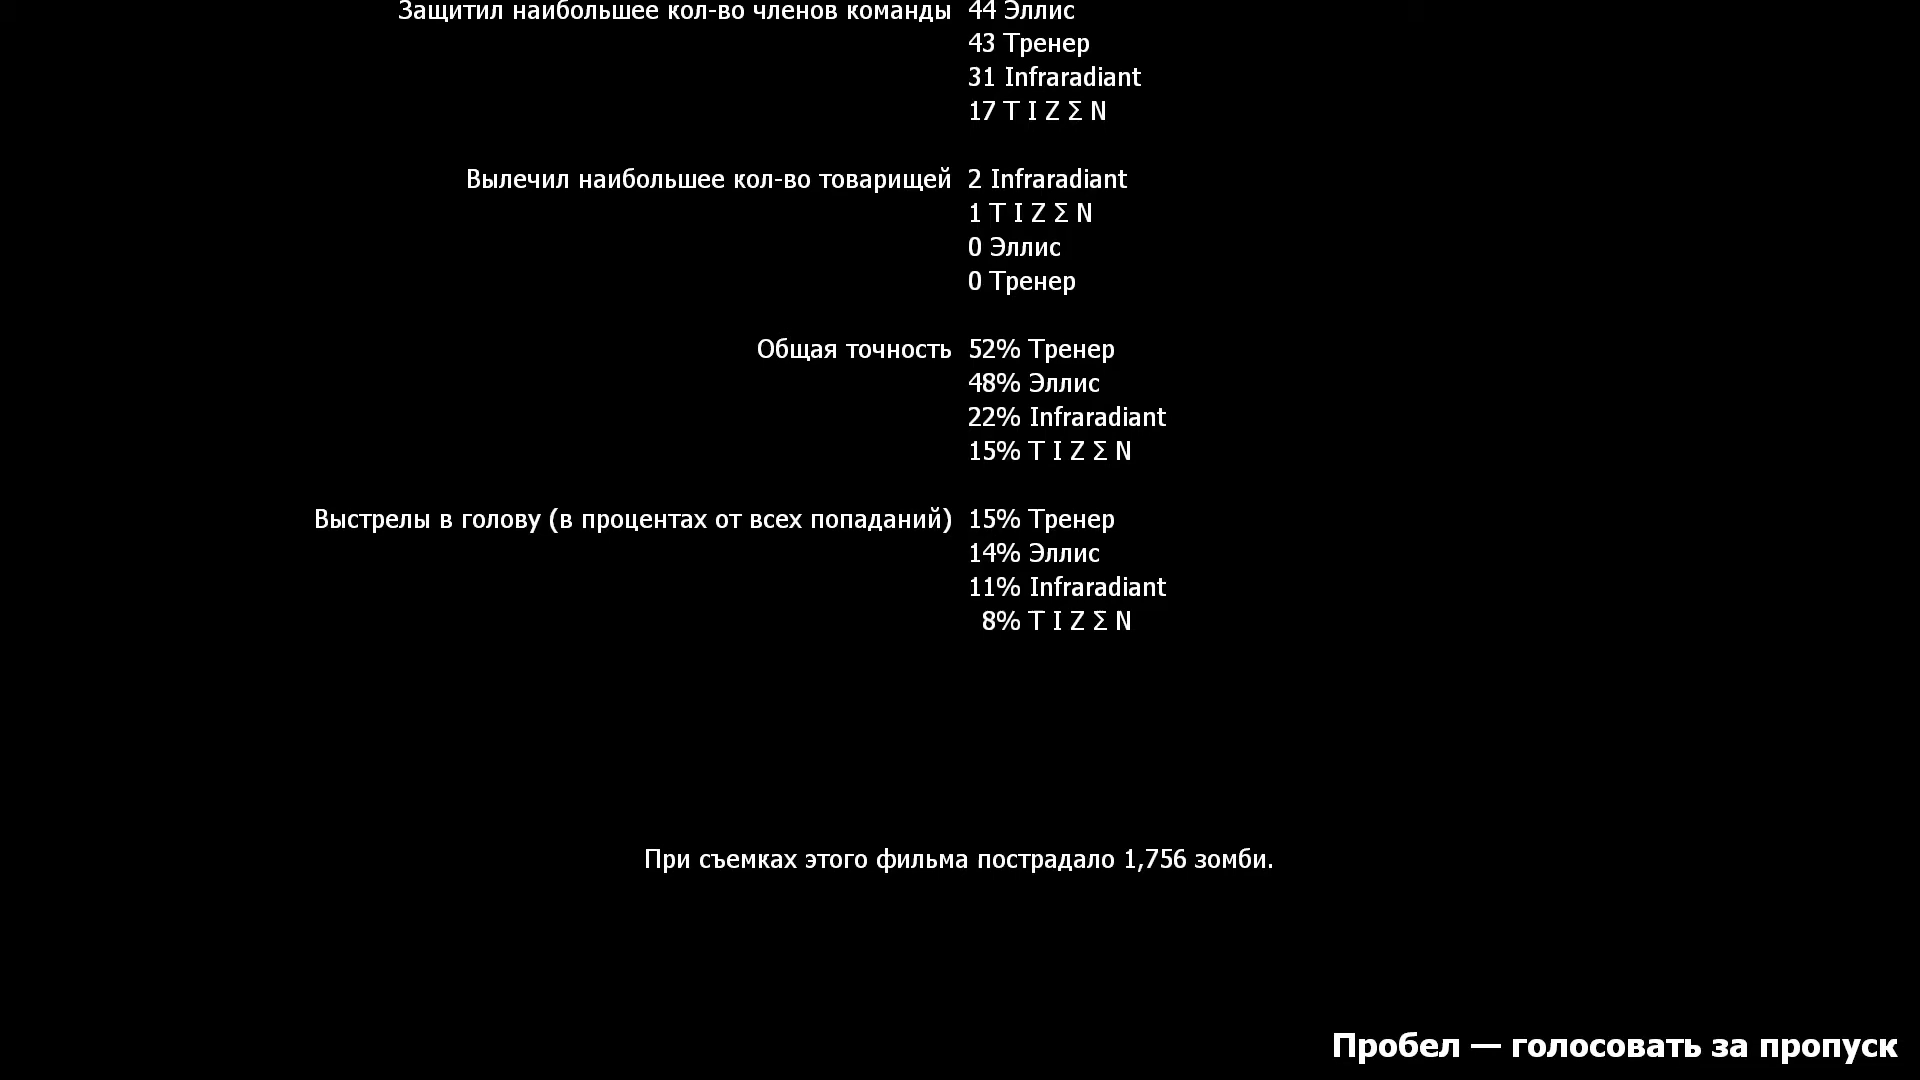 Защитил наибольшее кол-во членов команды 44 Эллис
43 Тренер
31 Infraradiant
17 T I Z Σ N
Вылечил наибольшее кол-во товарищей 2 Infraradiant
1 T I Z Σ N
0 Эллис
0 Тренер
Общая точность 52% Тренер
48% Эллис
22% Infraradiant
15% T I Z Σ N
Выстрелы в голову (в процентах от всех попаданий) 15% Тренер
14% Эллис
11% Infraradiant
8% T I Z Σ N
При съемках этого фильма пострадало 1,756 зомби.
Пробел — голосовать за пропуск